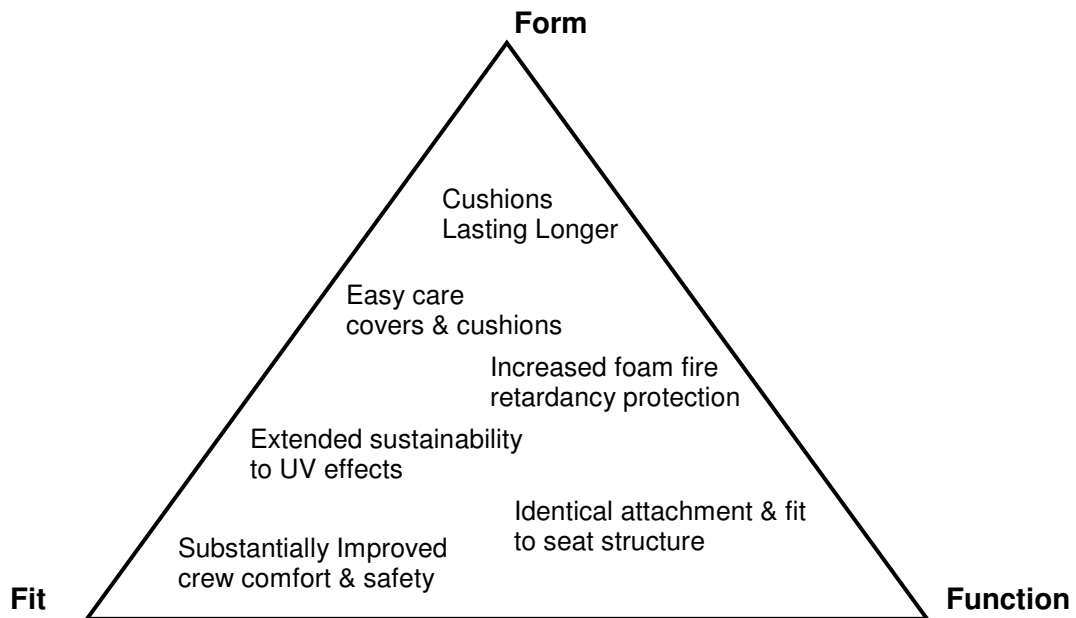 Form
Cushions
Lasting Longer
Easy care
covers & cushions
Increased foam fire
retardancy protection
Extended sustainability
to UV effects
Identical attachment & fit
to seat structure
Substantially Improved
crew comfort & safety
Fit
Function